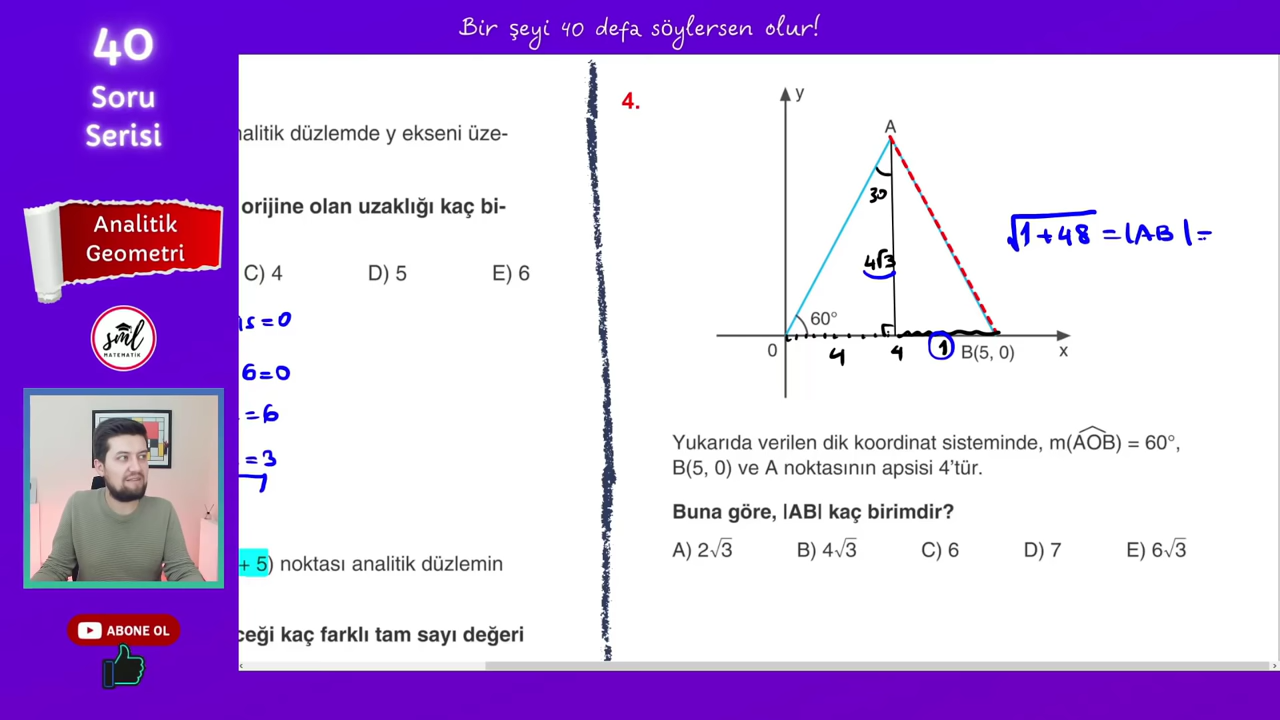 Bir şeyi 40 defa söylersen olur!
40
Soru
Serisi
Analitik
Geometri
sml
MATEMATİK
ABONE OL
nalitik düzlemde y ekseni üze-
orijine olan uzaklığı kaç bi-
C) 4 D) 5 E) 6
=0
6=0
=6
=3
+ 5) noktası analitik düzlemin
ceği kaç farklı tam sayı değeri
4.
y
A
30
4√3
60°
0
4
4
1
B(5, 0)
x
√1+48 = |AB| =
Yukarıda verilen dik koordinat sisteminde, m(AOB) = 60°,
B(5, 0) ve A noktasının apsisi 4'tür.
Buna göre, |AB| kaç birimdir?
A) 2√3 B) 4√3 C) 6 D) 7 E) 6√3